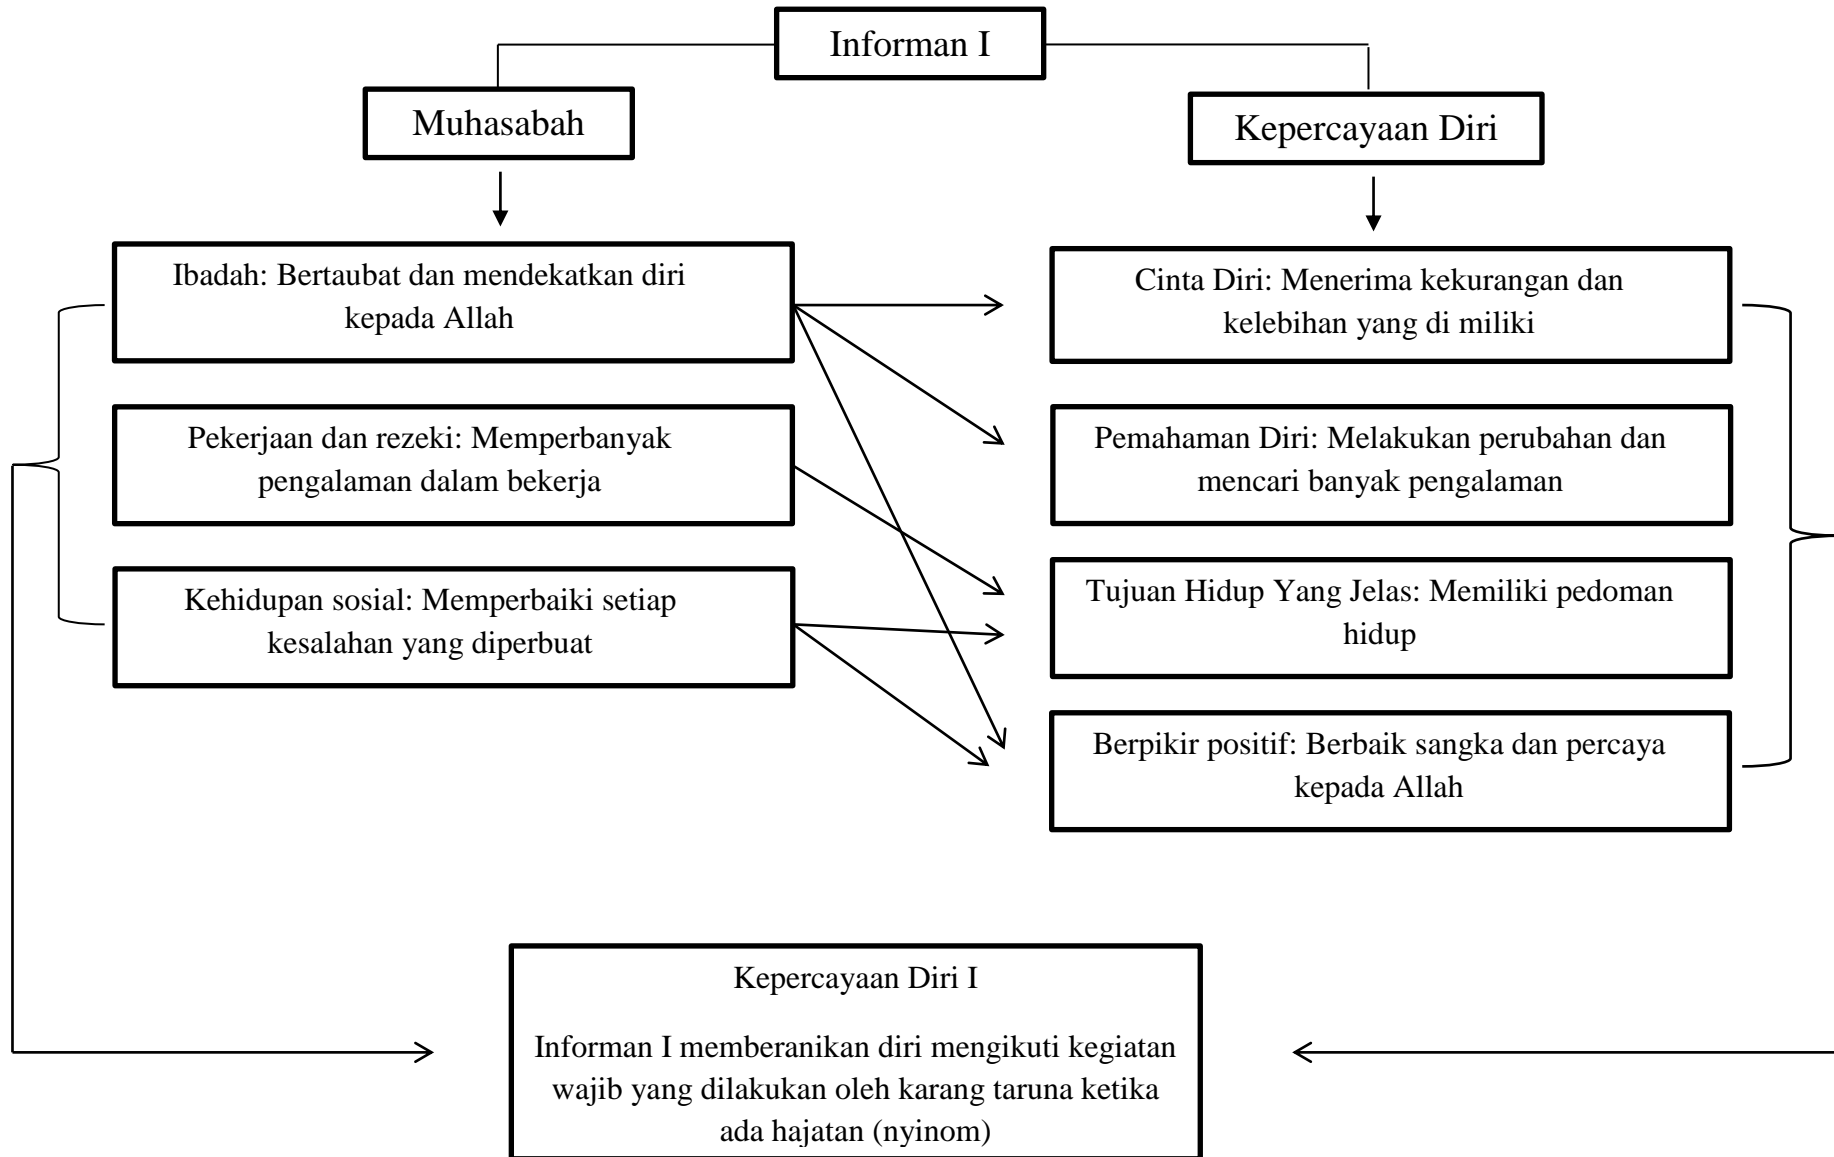 Informan I
Muhasabah
Kepercayaan Diri
Ibadah: Bertaubat dan mendekatkan diri
kepada Allah
Cinta Diri: Menerima kekurangan dan
kelebihan yang di miliki
Pekerjaan dan rezeki: Memperbanyak
pengalaman dalam bekerja
Pemahaman Diri: Melakukan perubahan dan
mencari banyak pengalaman
Kehidupan sosial: Memperbaiki setiap
kesalahan yang diperbuat
Tujuan Hidup Yang Jelas: Memiliki pedoman
hidup
Berpikir positif: Berbaik sangka dan percaya
kepada Allah
Kepercayaan Diri I
Informan I memberanikan diri mengikuti kegiatan
wajib yang dilakukan oleh karang taruna ketika
ada hajatan (nyinom)